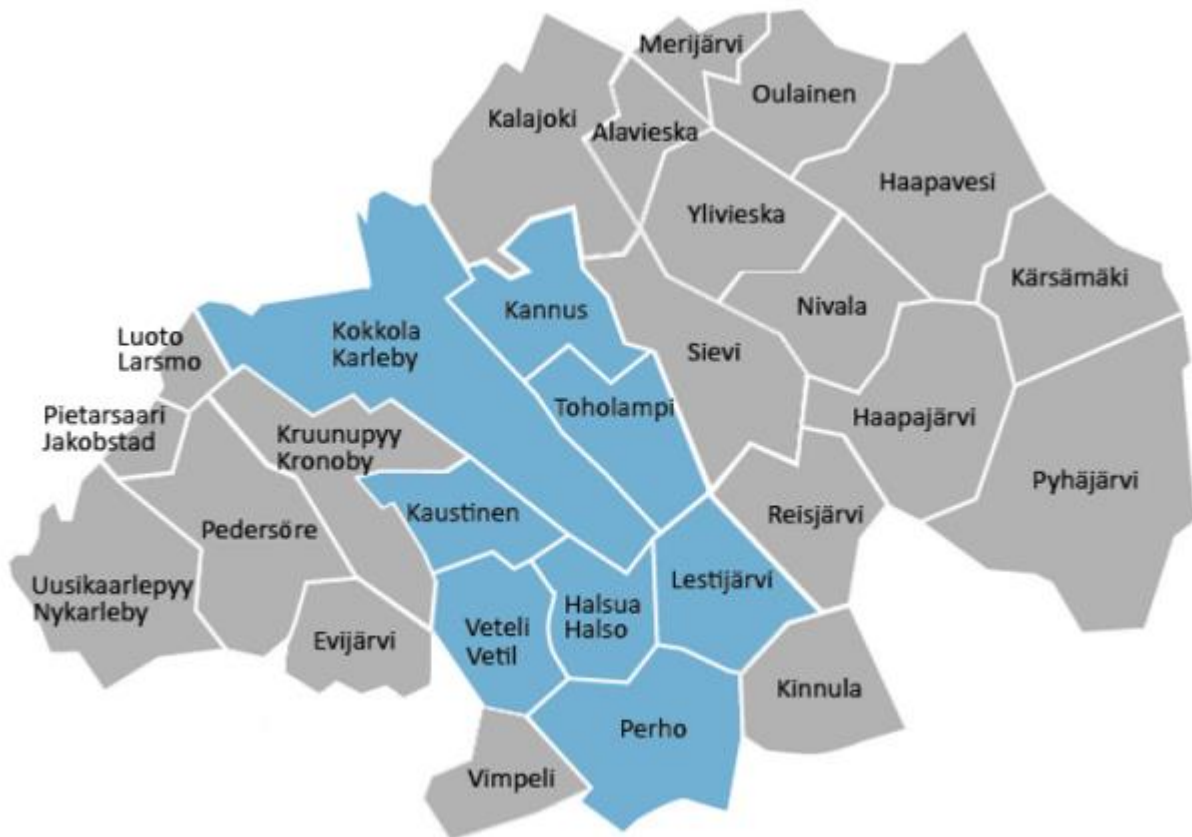 Merijärvi
Oulainen
Kalajoki
Alavieska
Haapavesi
Ylivieska
Kärsämäki
Nivala
Kannus
Kokkola
Karleby
Luoto
Larsmo
Sievi
Toholampi
Haapajärvi
Pietarsaari
Jakobstad
Kruunupyy
Kronoby
Pyhäjärvi
Kaustinen
Reisjärvi
Pedersöre
Lestijärvi
Uusikaarlepyy
Nykarleby
Halsua
Halso
Veteli
Vetil
Evijärvi
Kinnula
Perho
Vimpeli